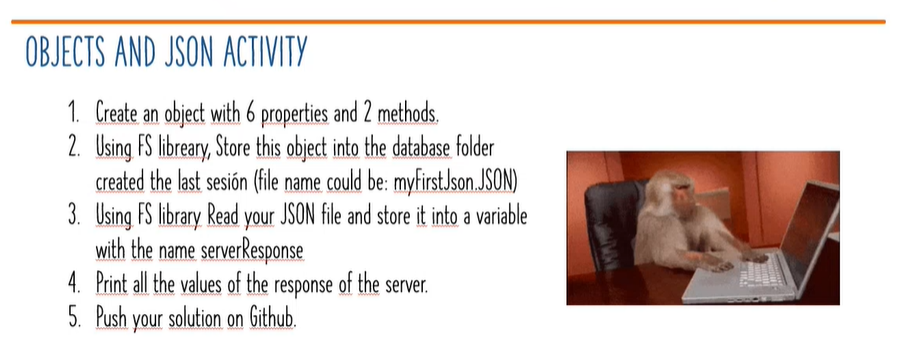 OBJECTS AND JSON ACTIVITY
1. Create an object with 6 properties and 2 methods.
2. Using FS libreary, Store this object into the database folder
created the last sesión (file name could be: myFirstJson.JSON)
3. Using FS library Read your JSON file and store it into a variable
with the name serverResponse
4. Print all the values of the response of the server.
5. Push your solution on Github.